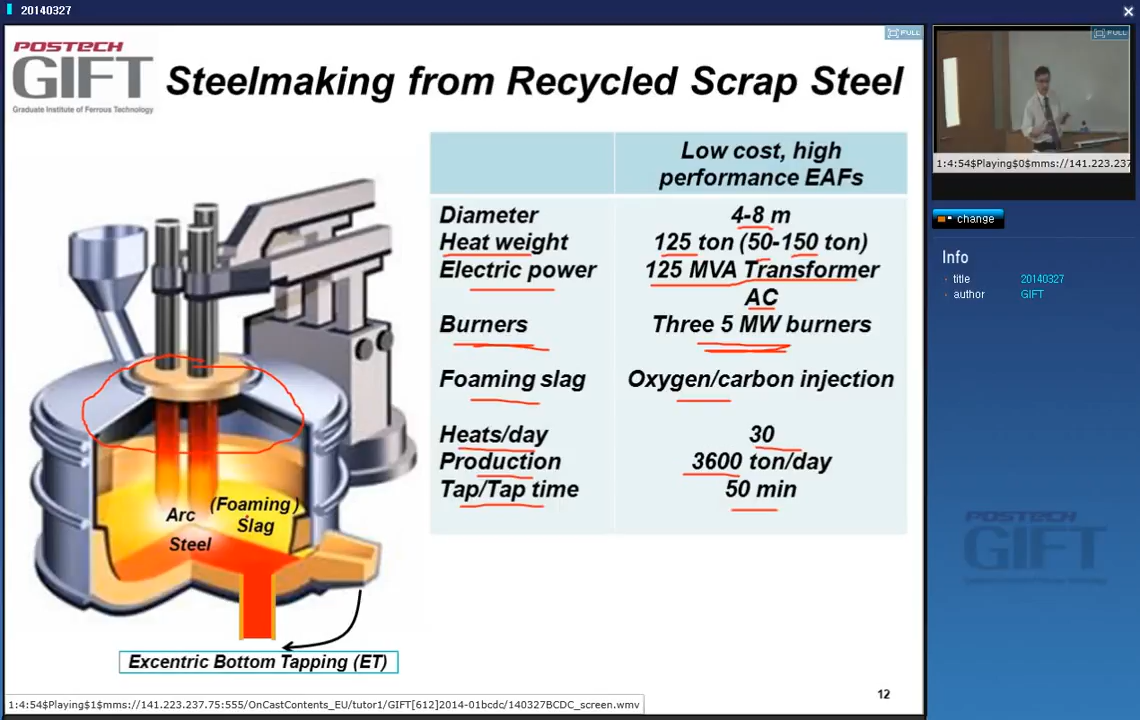 20140327
POSTECH
GIFT
Graduate Institute of Ferrous Technology
Steelmaking from Recycled Scrap Steel
FULL
Low cost, high
performance EAFs
Diameter 4-8 m
Heat weight 125 ton (50-150 ton)
Electric power 125 MVA Transformer
AC
Burners Three 5 MW burners
Foaming slag Oxygen/carbon injection
Heats/day 30
Production 3600 ton/day
Tap/Tap time 50 min
Arc
(Foaming)
Slag
Steel
Excentric Bottom Tapping (ET)
12
1:4:54$Playing$1$mms://141.223.237.75:555/OnCastContents_EU/tutor1/GIFT[612]2014-01bcdc/140327BCDC_screen.wmv
FULL
1:4:54$Playing$0$mms://141.223.237
change
Info
title 20140327
author GIFT
POSTECH
GIFT